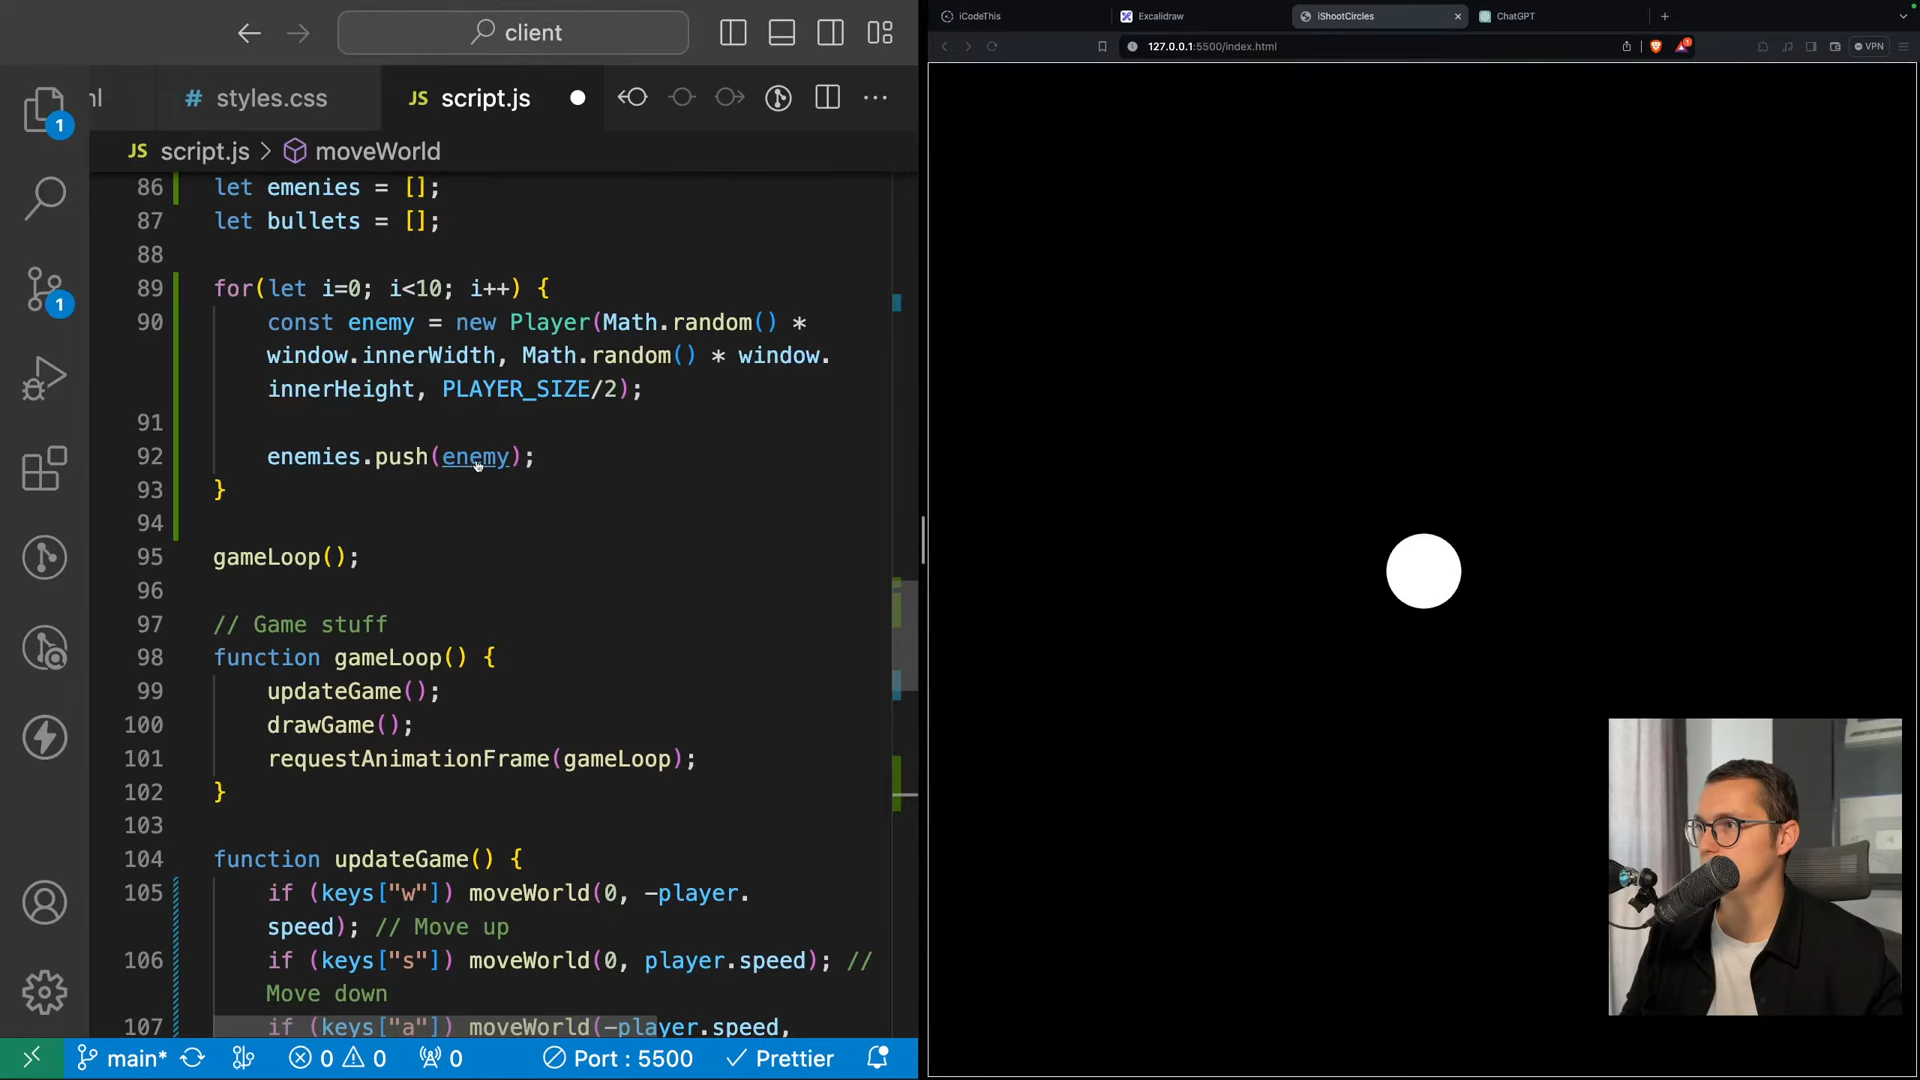 client
nl
# styles.css
JS script.js
JS script.js > moveWorld
1
1
86 let emenies = [];
87 let bullets = [];
88
89 for(let i=0; i<10; i++) {
90 const enemy = new Player(Math.random() *
window.innerWidth, Math.random() * window.
innerHeight, PLAYER_SIZE/2);
91
92 enemies.push(enemy);
93 }
94
95 gameLoop();
96
97 // Game stuff
98 function gameLoop() {
99 updateGame();
100 drawGame();
101 requestAnimationFrame(gameLoop);
102 }
103
104 function updateGame() {
105 if (keys["w"]) moveWorld(0, -player.
speed); // Move up
106 if (keys["s"]) moveWorld(0, player.speed); //
Move down
107 if (keys["a"]) moveWorld(-player.speed,
main* 0 0 0 Port : 5500 Prettier
iCodeThis
Excalidraw
iShootCircles
ChatGPT
127.0.0.1:5500/index.html
1
VPN